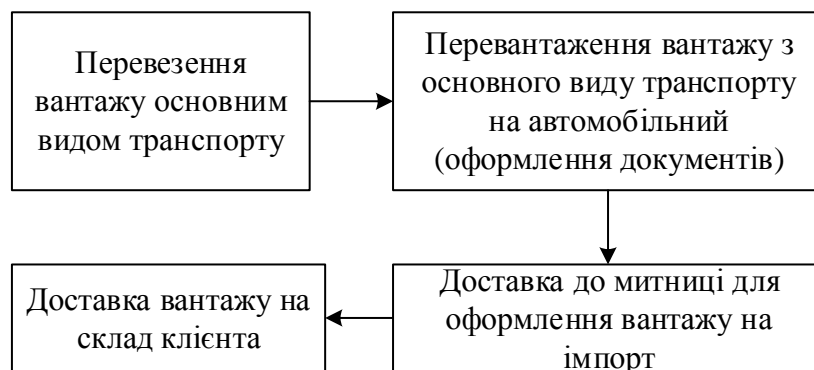 Перевезення
вантажу основним
видом транспорту
Перевантаження вантажу з
основного виду транспорту
на автомобільний
(оформлення документів)
Доставка до митниці для
оформлення вантажу на
імпорт
Доставка вантажу на
склад клієнта